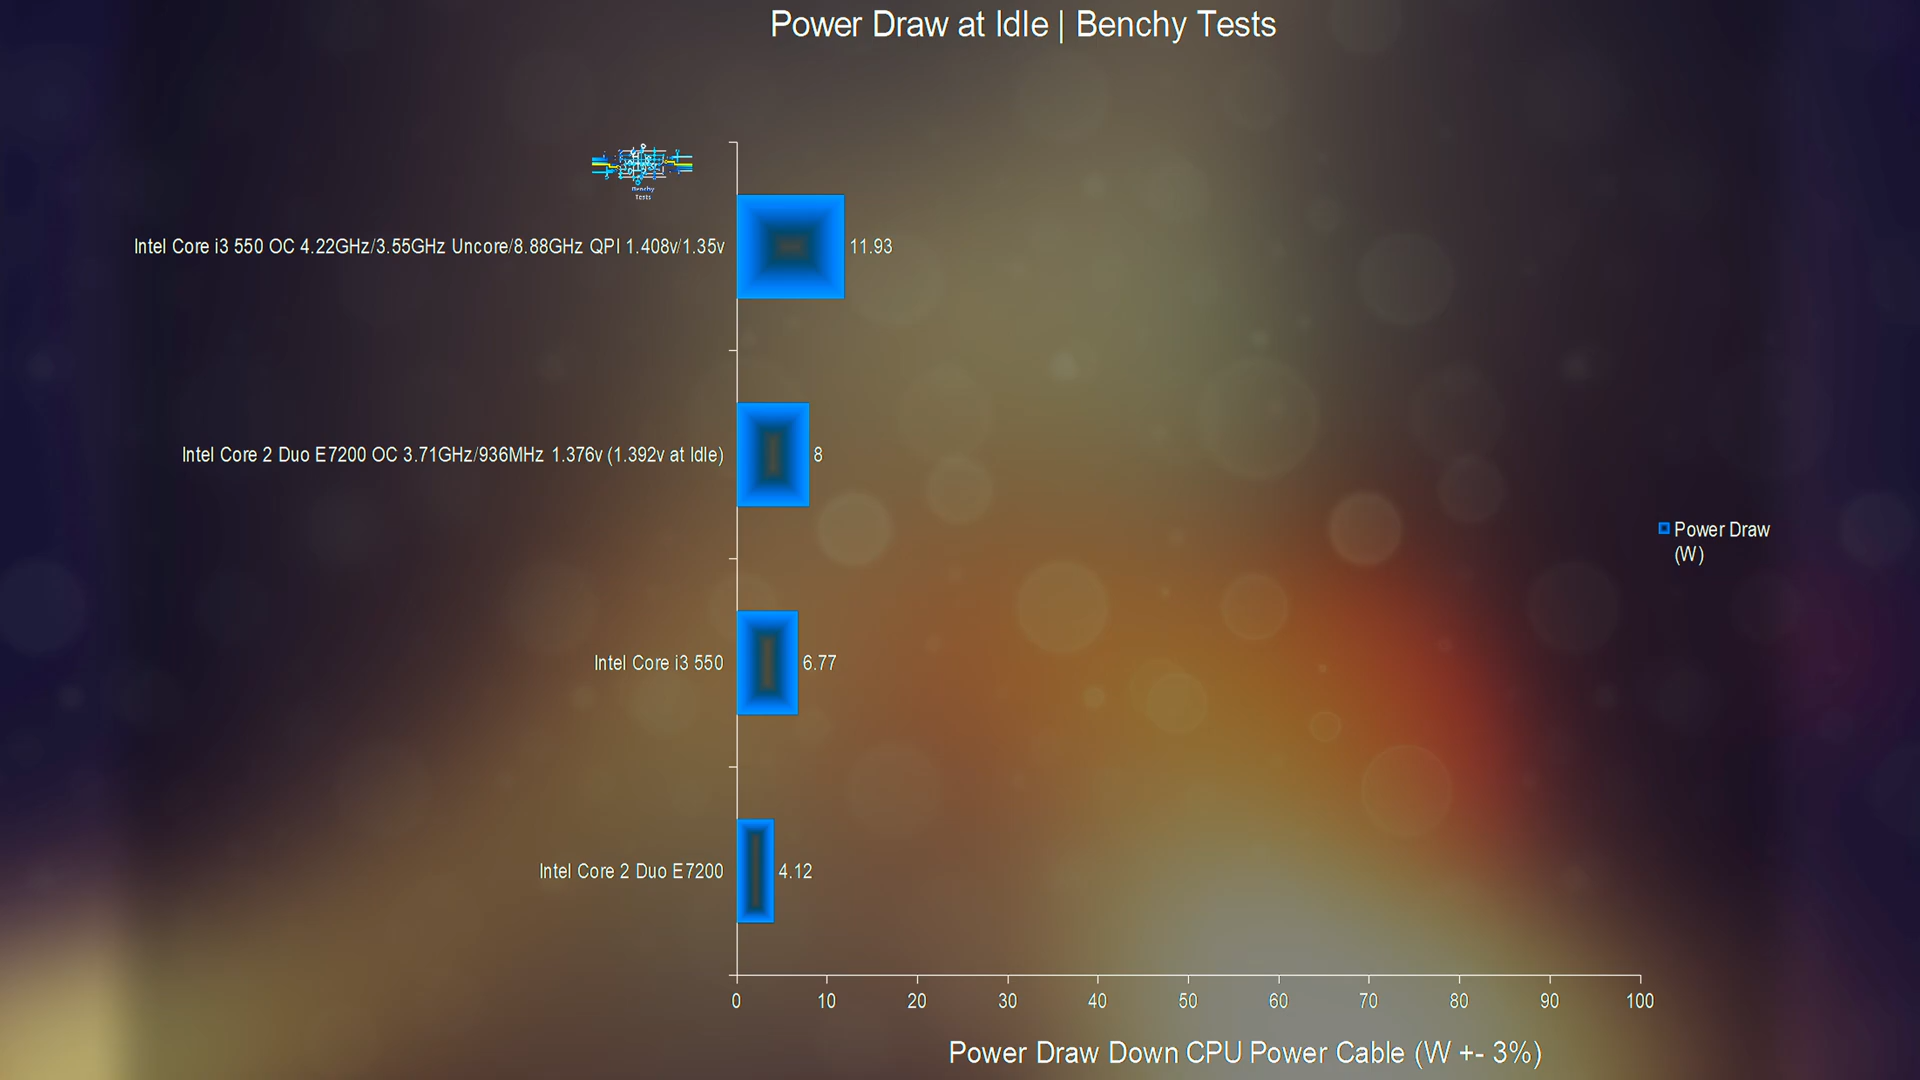 Power Draw at Idle | Benchy Tests
Benchy
Tests
Intel Core i3 550 OC 4.22GHz/3.55GHz Uncore/8.88GHz QPI 1.408v/1.35v
11.93
Intel Core 2 Duo E7200 OC 3.71GHz/936MHz 1.376v (1.392v at Idle)
8
Power Draw
(W)
Intel Core i3 550
6.77
Intel Core 2 Duo E7200
4.12
0 10 20 30 40 50 60 70 80 90 100
Power Draw Down CPU Power Cable (W +- 3%)